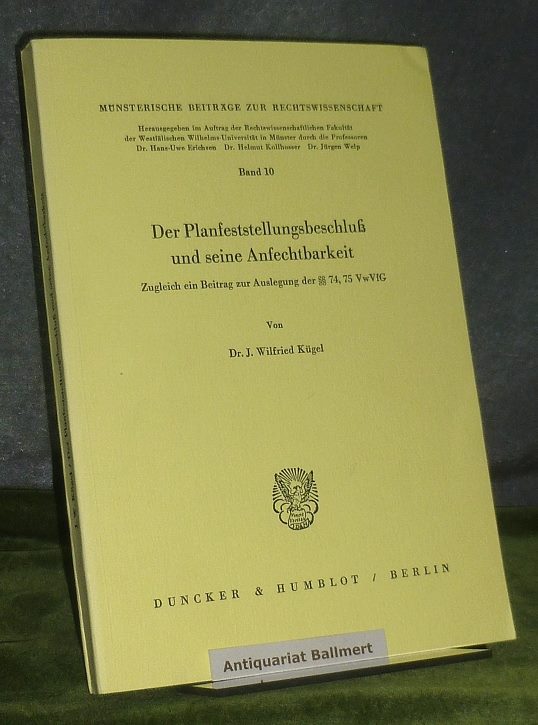 MÜNSTERISCHE BEITRÄGE ZUR RECHTSWISSENSCHAFT
Herausgegeben im Auftrag der Rechtswissenschaftlichen Fakultät
der Westfälischen Wilhelms-Universität in Münster durch die Professoren
Dr. Hans-Uwe Erichsen Dr. Helmut Kollhosser Dr. Jürgen Welp
Band 10
Der Planfeststellungsbeschluß
und seine Anfechtbarkeit
Zugleich ein Beitrag zur Auslegung der §§ 74, 75 VwVfG
Von
Dr. J. Wilfried Kügel
DUNCKER & HUMBLOT / BERLIN
Antiquariat Ballmert